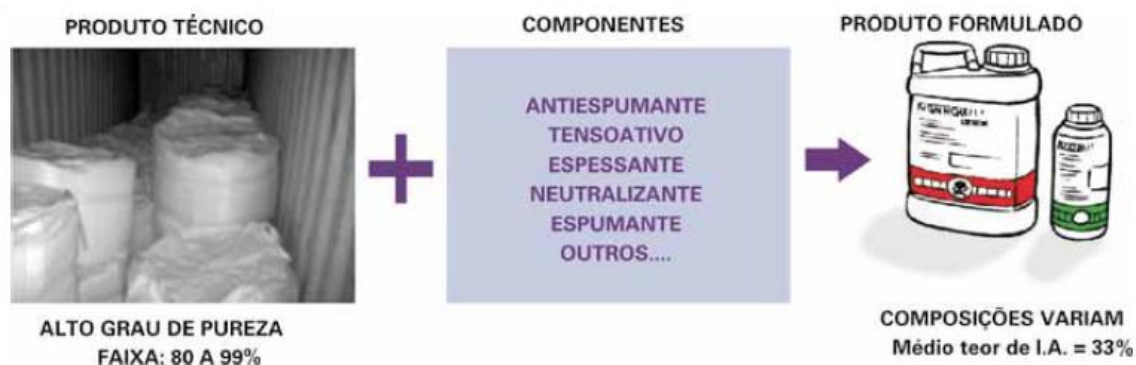 PRODUTO TÉCNICO
COMPONENTES
PRODUTO FORMULADO
ANTIESPUMANTE
TENSOATIVO
ESPESSANTE
NEUTRALIZANTE
ESPUMANTE
OUTROS....
ALTO GRAU DE PUREZA
FAIXA: 80 A 99%
COMPOSIÇÕES VARIAM
Médio teor de I.A. = 33%